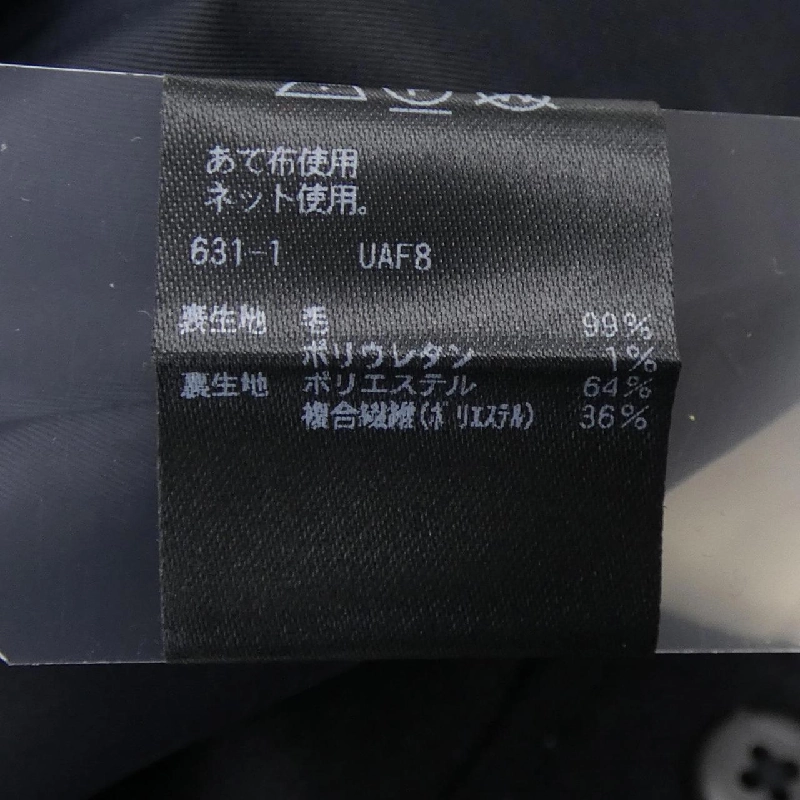 あて布使用
ネット使用。
631-1 UAF8
表生地 毛 99%
ポリウレタン 1%
裏生地 ポリエステル 64%
複合繊維(ポリエステル) 36%